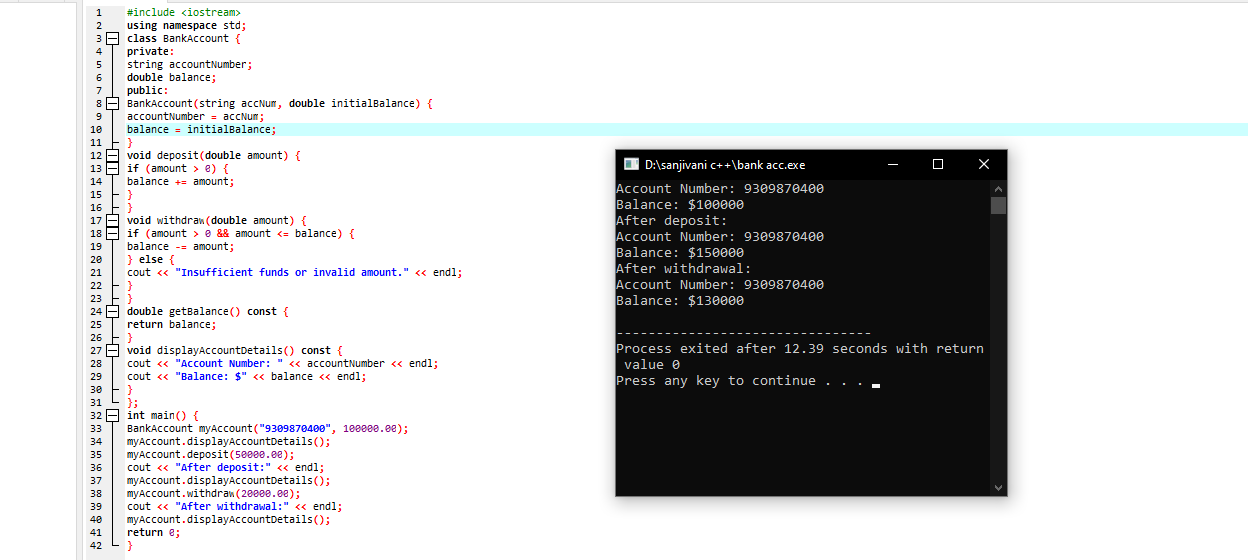 1 #include <iostream>
2 using namespace std;
3 class BankAccount {
4 private:
5 string accountNumber;
6 double balance;
7 public:
8 BankAccount(string accNum, double initialBalance) {
9 accountNumber = accNum;
10 balance = initialBalance;
11 }
12 void deposit(double amount) {
13 if (amount > 0) {
14 balance += amount;
15 }
16 }
17 void withdraw(double amount) {
18 if (amount > 0 && amount <= balance) {
19 balance -= amount;
20 } else {
21 cout << "Insufficient funds or invalid amount." << endl;
22 }
23 }
24 double getBalance() const {
25 return balance;
26 }
27 void displayAccountDetails() const {
28 cout << "Account Number: " << accountNumber << endl;
29 cout << "Balance: $" << balance << endl;
30 }
31 };
32 int main() {
33 BankAccount myAccount("9309870400", 100000.00);
34 myAccount.displayAccountDetails();
35 myAccount.deposit(50000.00);
36 cout << "After deposit:" << endl;
37 myAccount.displayAccountDetails();
38 myAccount.withdraw(20000.00);
39 cout << "After withdrawal:" << endl;
40 myAccount.displayAccountDetails();
41 return 0;
42 }
D:\sanjivani c++\bank acc.exe
Account Number: 9309870400
Balance: $100000
After deposit:
Account Number: 9309870400
Balance: $150000
After withdrawal:
Account Number: 9309870400
Balance: $130000
--------------------------------
Process exited after 12.39 seconds with return
value 0
Press any key to continue . . .